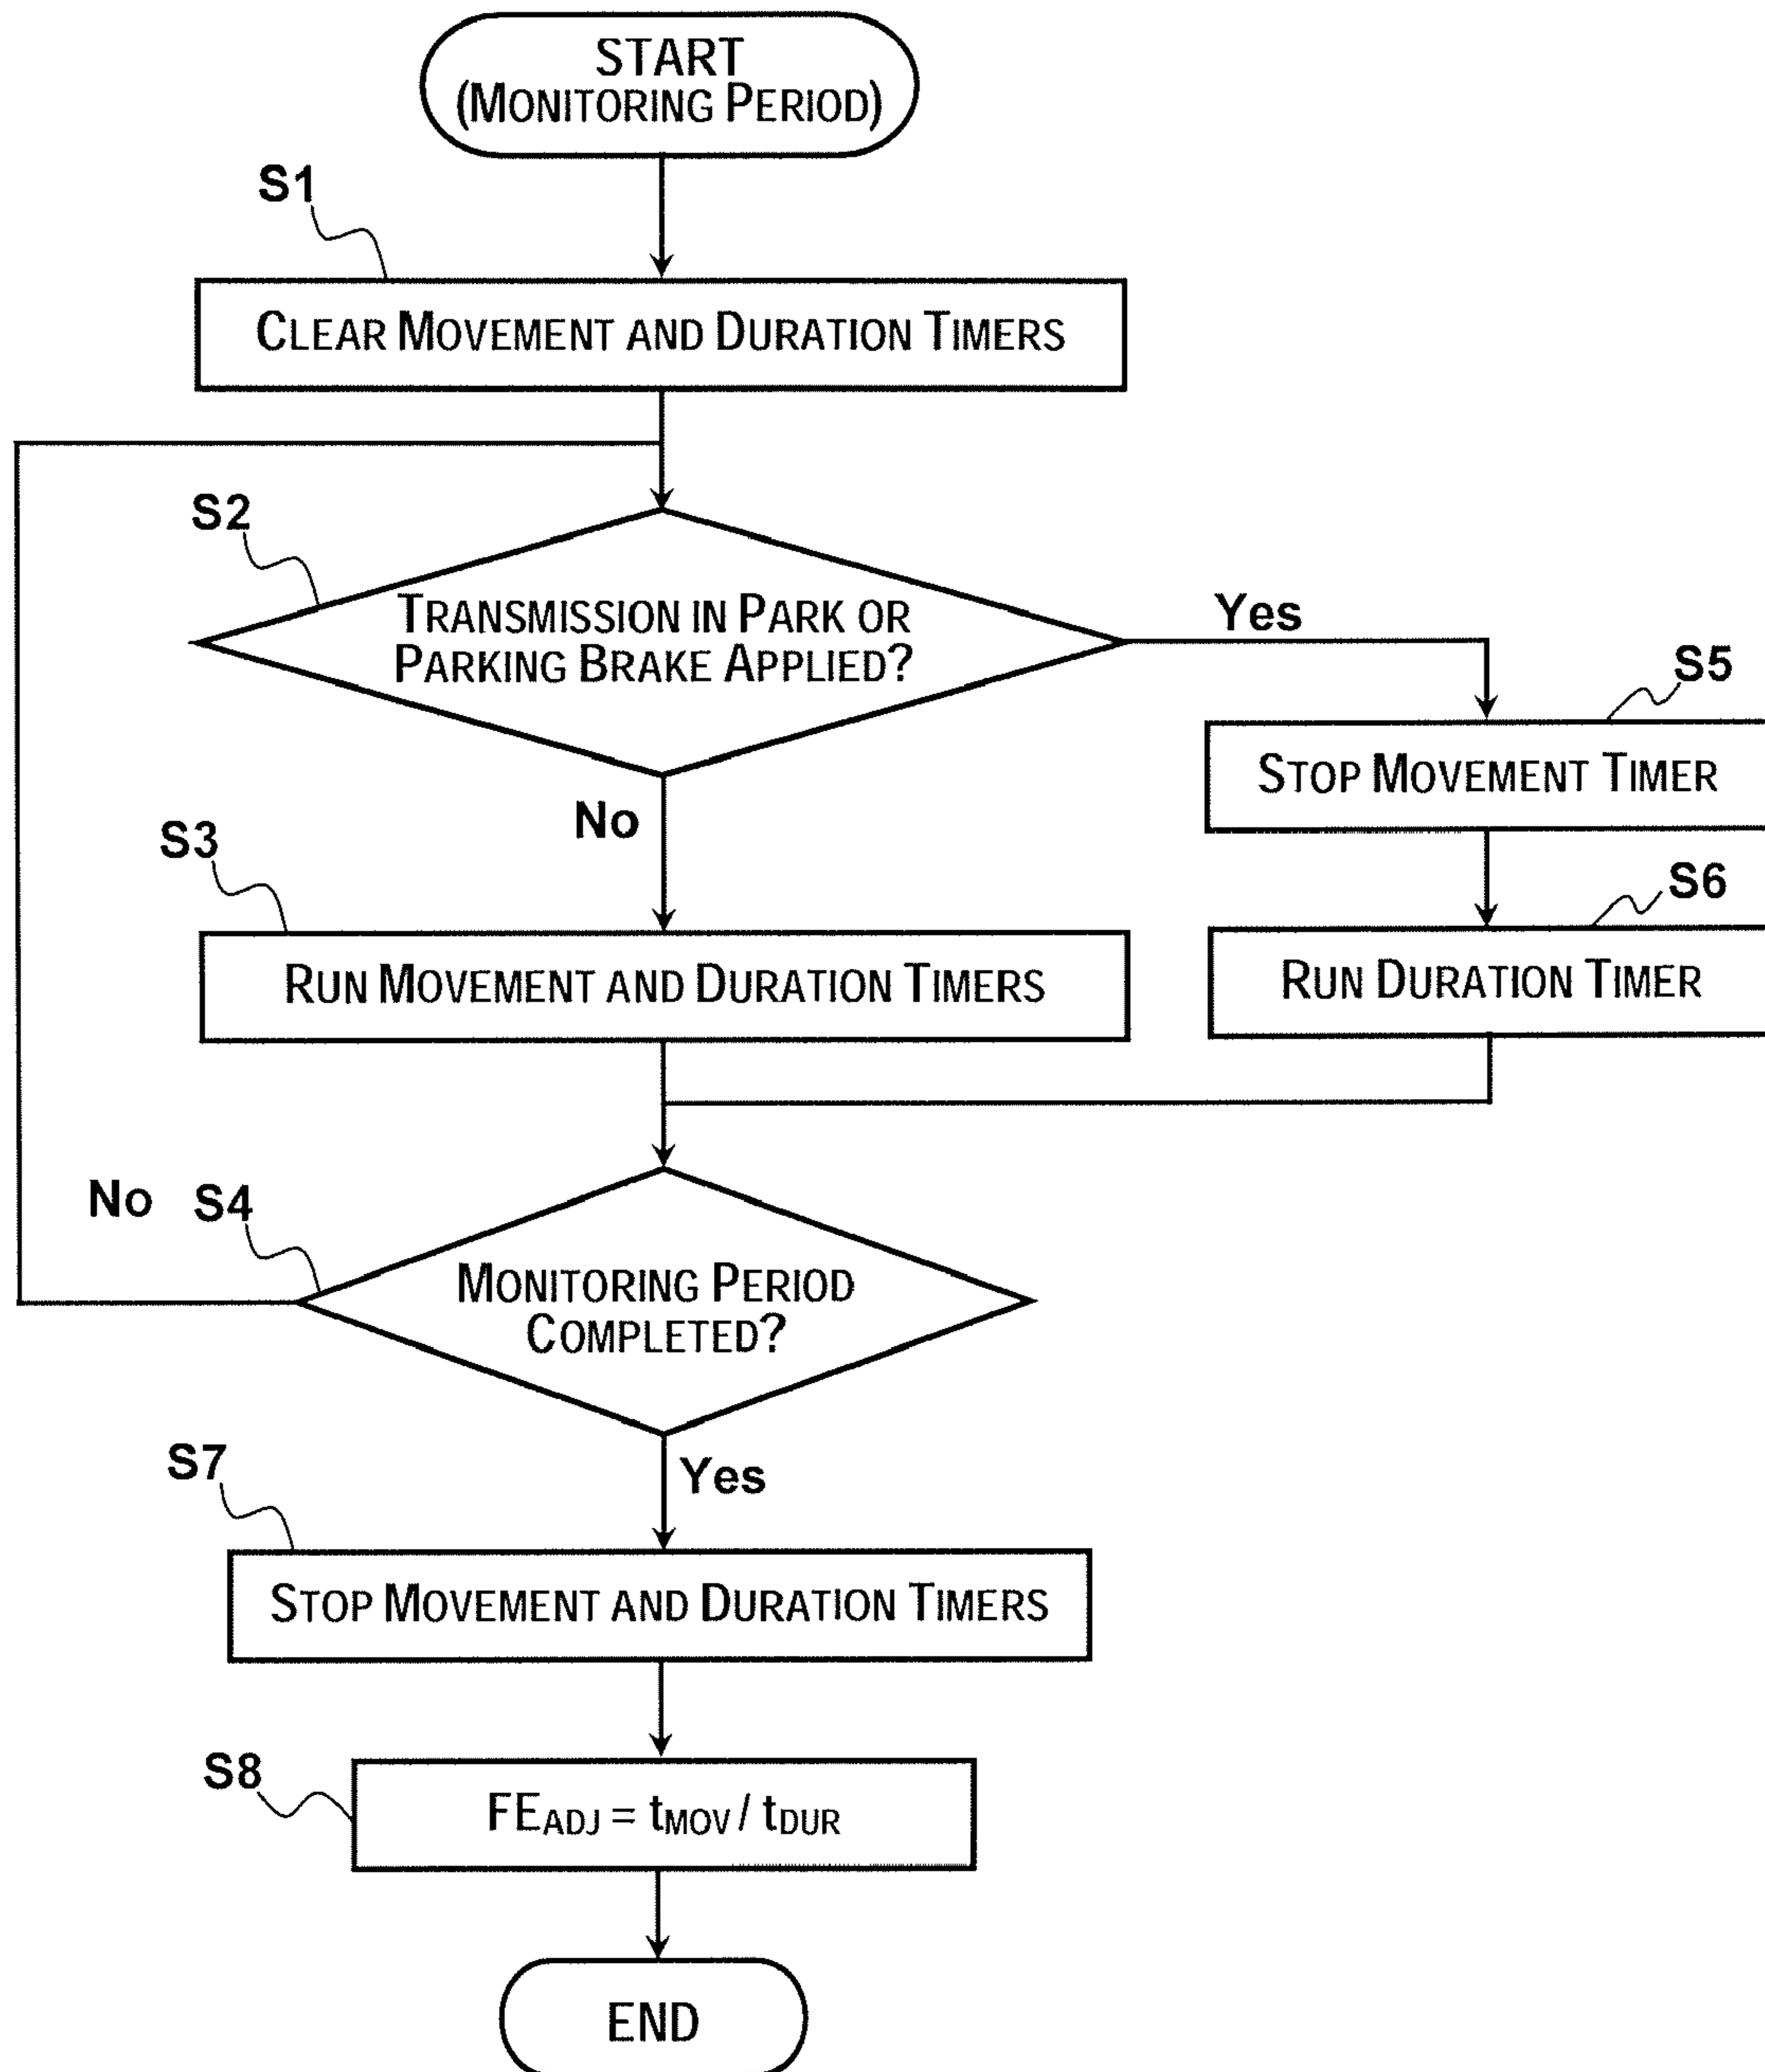 START
(MONITORING PERIOD)
S1
CLEAR MOVEMENT AND DURATION TIMERS
S2
TRANSMISSION IN PARK OR
PARKING BRAKE APPLIED?
Yes
No
S5
STOP MOVEMENT TIMER
S3
RUN MOVEMENT AND DURATION TIMERS
S6
RUN DURATION TIMER
No
S4
MONITORING PERIOD
COMPLETED?
Yes
S7
STOP MOVEMENT AND DURATION TIMERS
S8
FEADJ = tMOV / tDUR
END